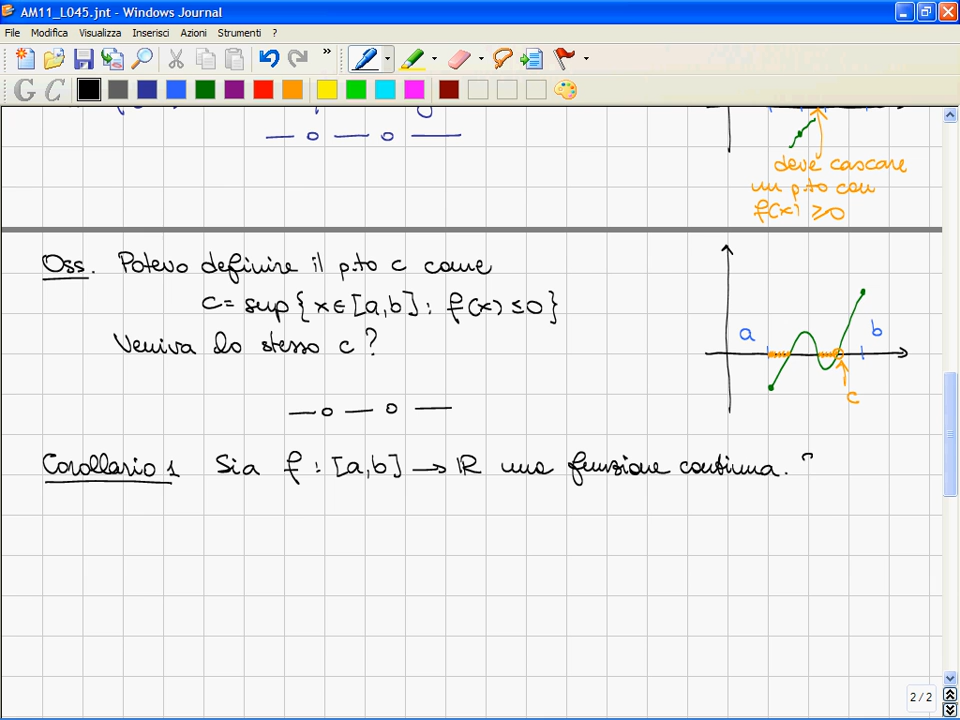 AM11_L045.jnt - Windows Journal
File Modifica Visualizza Inserisci Azioni Strumenti ?
G C
deve cascare
un p.to con
f(x) ≥0
Oss. Potevo definire il p.to c come
c= sup{x∈[a,b] : f(x) ≤0}
Veniva lo stesso c ?
a
b
c
Corollario 1 Sia f : [a,b] → ℝ una funzione continua.
2 / 2